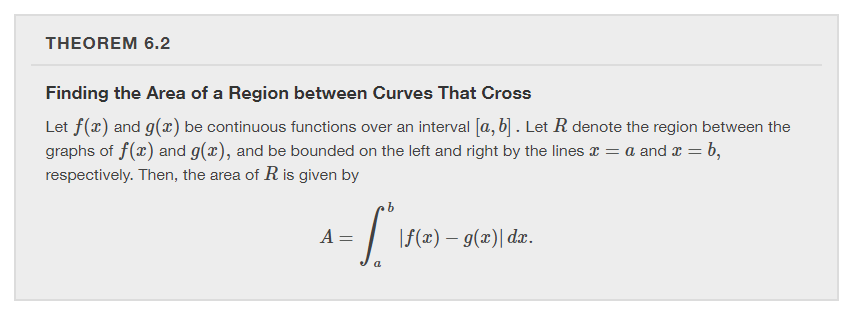 THEOREM 6.2
Finding the Area of a Region between Curves That Cross
Let f(x) and g(x) be continuous functions over an interval [a, b] . Let R denote the region between the
graphs of f(x) and g(x), and be bounded on the left and right by the lines x = a and x = b,
respectively. Then, the area of R is given by
A = ∫_a^b |f(x) − g(x)| dx.